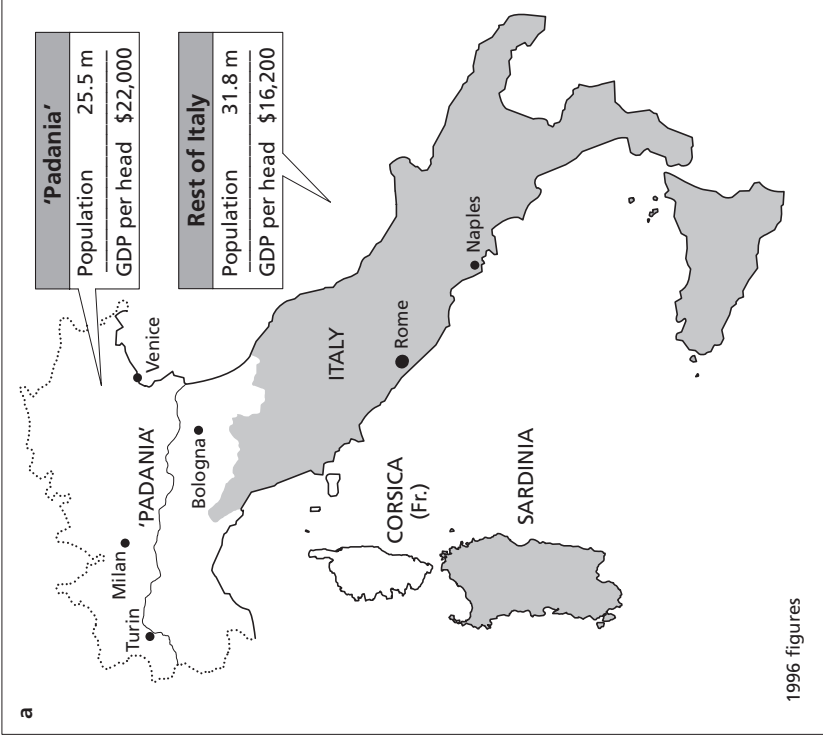 a
'Padania'
Population 25.5 m
GDP per head $22,000
Rest of Italy
Population 31.8 m
GDP per head $16,200
Venice
Milan
Turin
'PADANIA'
Bologna
ITALY
Rome
Naples
CORSICA
(Fr.)
SARDINIA
1996 figures